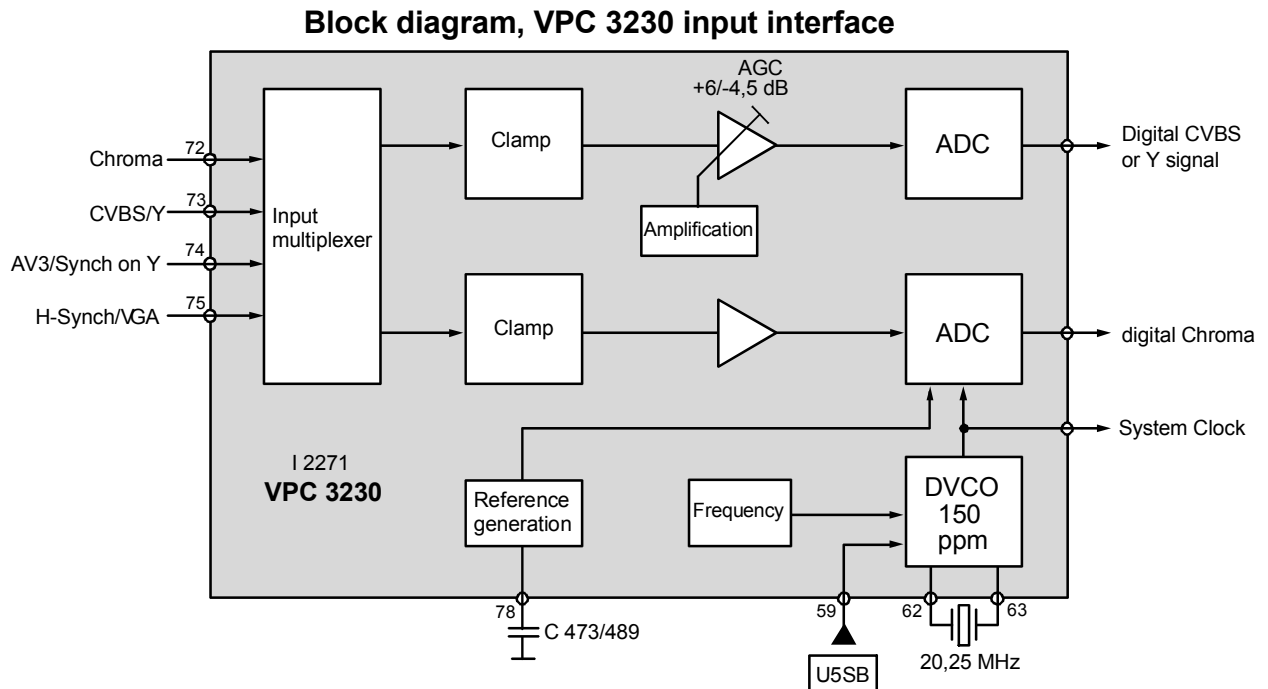 Block diagram, VPC 3230 input interface
AGC
+6/-4,5 dB
Chroma
72
CVBS/Y
73
AV3/Synch on Y
74
H-Synch/VGA
75
Input
multiplexer
Clamp
Amplification
ADC
Digital CVBS
or Y signal
Clamp
ADC
digital Chroma
System Clock
I 2271
VPC 3230
Reference
generation
Frequency
DVCO
150
ppm
78
C 473/489
59
U5SB
62
63
20,25 MHz